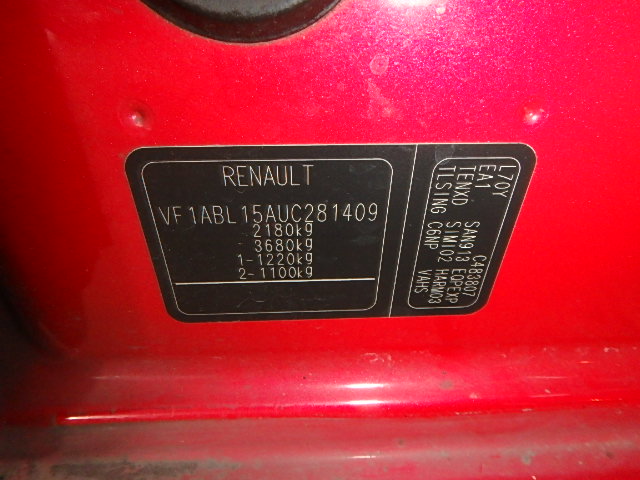 RENAULT
VF1ABL15AUC281409
2180kg
3680kg
1-1220kg
2-1100kg
L70Y C483807
EA1 SAN913 EQPEXP
TENXD SIMI02 HARM03
TLSING C6NP VAHS